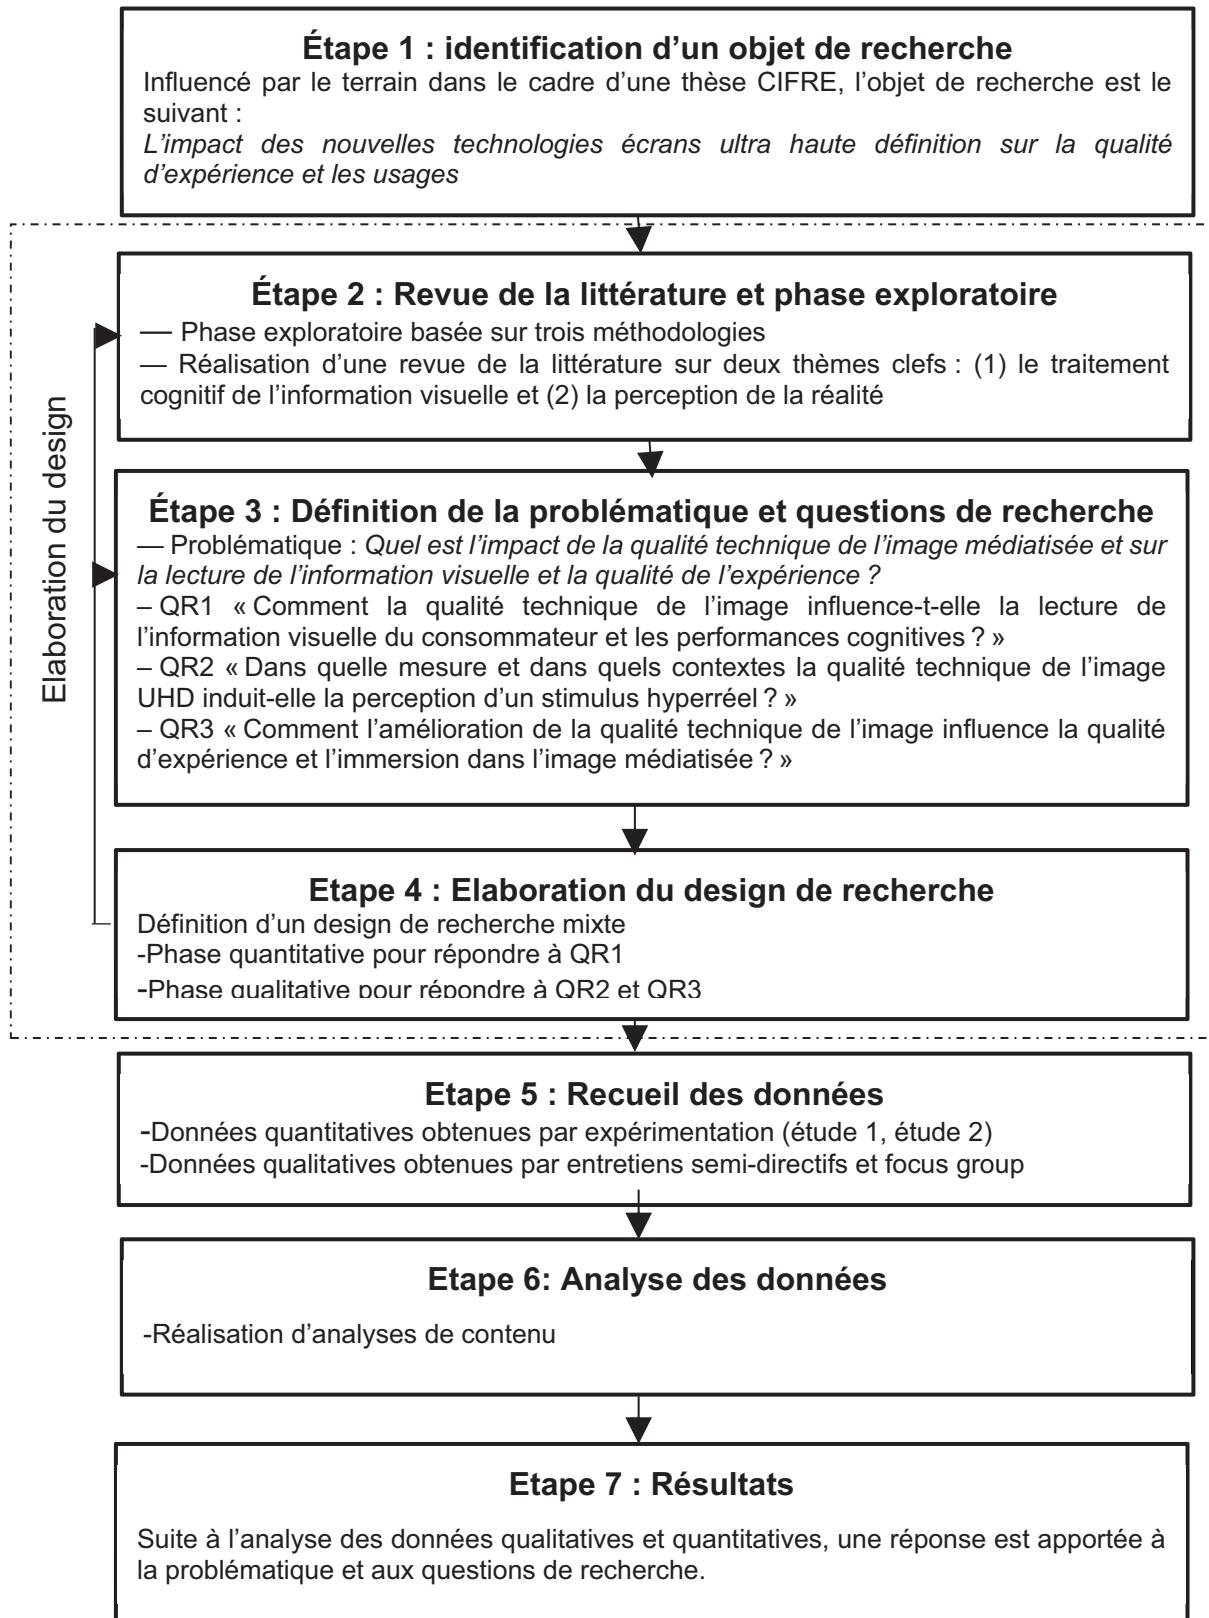 Étape 1 : identification d’un objet de recherche
Influencé par le terrain dans le cadre d’une thèse CIFRE, l’objet de recherche est le
suivant :
L’impact des nouvelles technologies écrans ultra haute définition sur la qualité
d’expérience et les usages
Elaboration du design
Étape 2 : Revue de la littérature et phase exploratoire
— Phase exploratoire basée sur trois méthodologies
— Réalisation d’une revue de la littérature sur deux thèmes clefs : (1) le traitement
cognitif de l’information visuelle et (2) la perception de la réalité
Étape 3 : Définition de la problématique et questions de recherche
— Problématique : Quel est l’impact de la qualité technique de l’image médiatisée et sur
la lecture de l’information visuelle et la qualité de l’expérience ?
– QR1 « Comment la qualité technique de l’image influence-t-elle la lecture de
l’information visuelle du consommateur et les performances cognitives ? »
– QR2 « Dans quelle mesure et dans quels contextes la qualité technique de l’image
UHD induit-elle la perception d’un stimulus hyperréel ? »
– QR3 « Comment l’amélioration de la qualité technique de l’image influence la qualité
d’expérience et l’immersion dans l’image médiatisée ? »
Etape 4 : Elaboration du design de recherche
Définition d’un design de recherche mixte
-Phase quantitative pour répondre à QR1
-Phase qualitative pour répondre à QR2 et QR3
Etape 5 : Recueil des données
-Données quantitatives obtenues par expérimentation (étude 1, étude 2)
-Données qualitatives obtenues par entretiens semi-directifs et focus group
Etape 6: Analyse des données
-Réalisation d’analyses de contenu
Etape 7 : Résultats
Suite à l’analyse des données qualitatives et quantitatives, une réponse est apportée à
la problématique et aux questions de recherche.